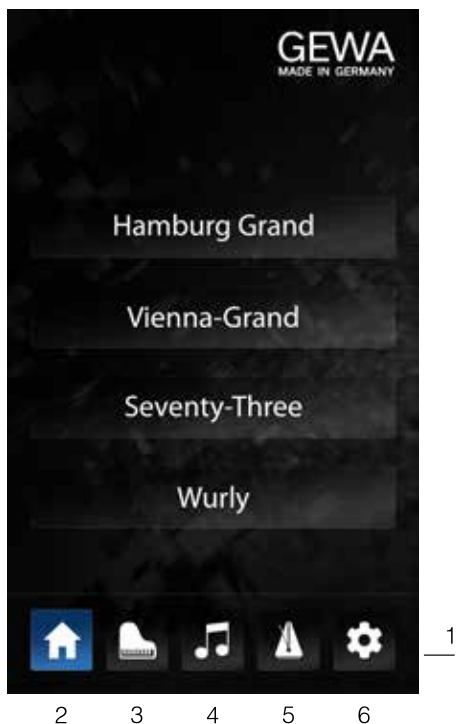 GEWA
MADE IN GERMANY
Hamburg Grand
Vienna-Grand
Seventy-Three
Wurly
1
2 3 4 5 6